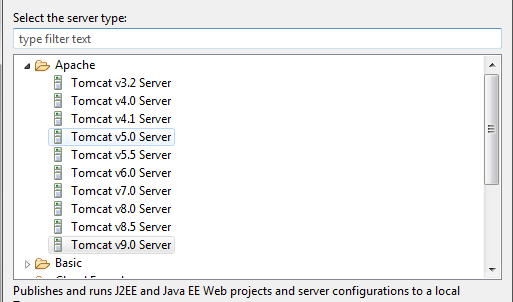 Select the server type:
type filter text
Apache
Tomcat v3.2 Server
Tomcat v4.0 Server
Tomcat v4.1 Server
Tomcat v5.0 Server
Tomcat v5.5 Server
Tomcat v6.0 Server
Tomcat v7.0 Server
Tomcat v8.0 Server
Tomcat v8.5 Server
Tomcat v9.0 Server
Basic
Publishes and runs J2EE and Java EE Web projects and server configurations to a local